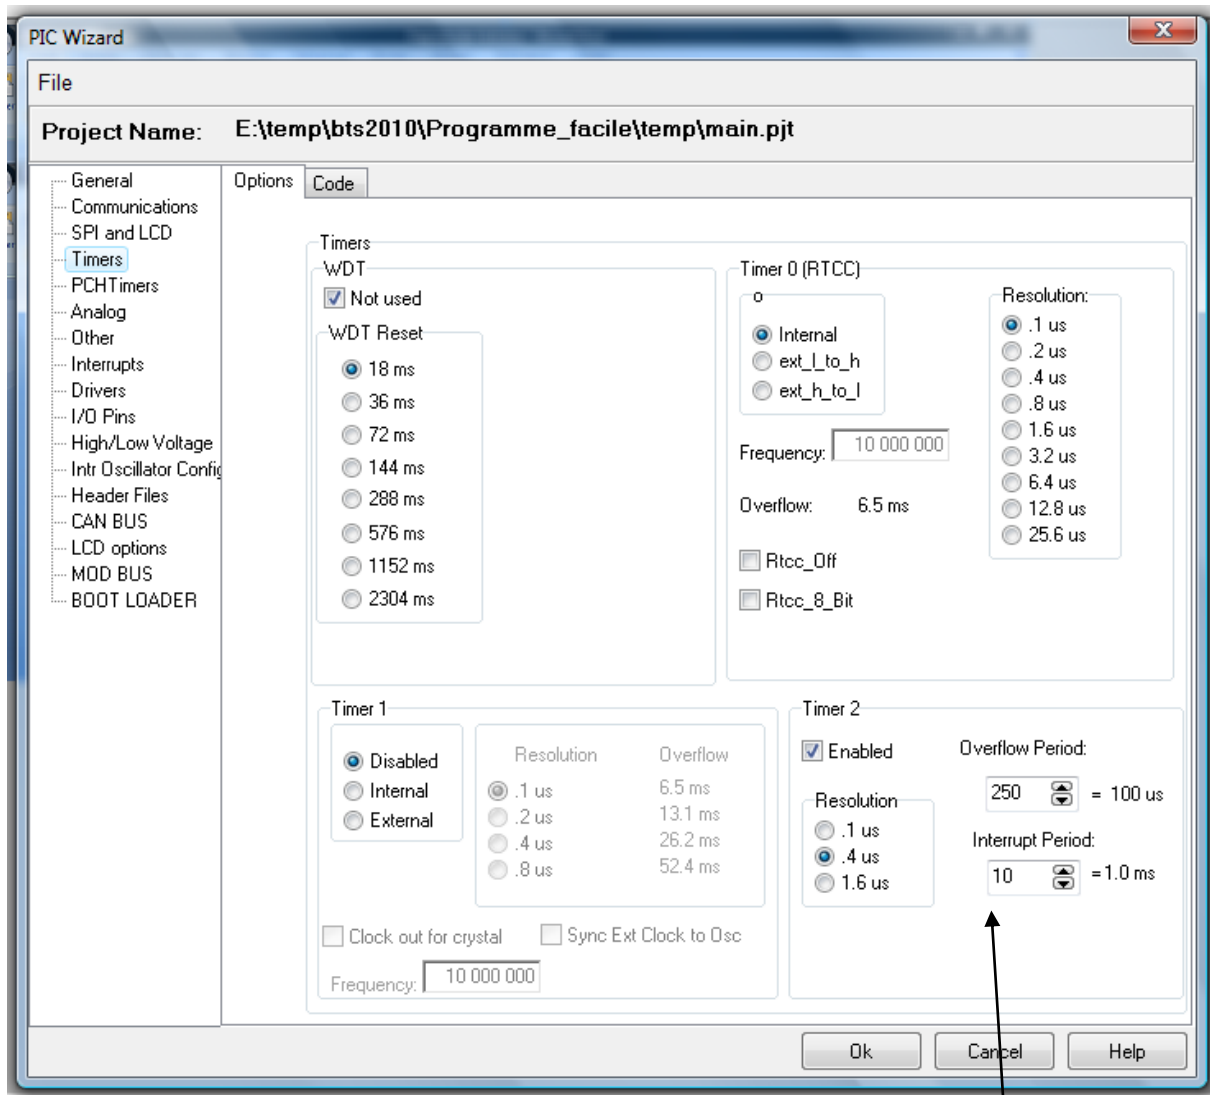 PIC Wizard
File
Project Name: E:\temp\bts2010\Programme_facile\temp\main.pjt
General
Communications
SPI and LCD
Timers
PCHTimers
Analog
Other
Interrupts
Drivers
I/O Pins
High/Low Voltage
Intr Oscillator Config
Header Files
CAN BUS
LCD options
MOD BUS
BOOT LOADER
Options Code
Timers
WDT
Not used
WDT Reset
18 ms
36 ms
72 ms
144 ms
288 ms
576 ms
1152 ms
2304 ms
Timer 0 (RTCC)
o
Internal
ext_l_to_h
ext_h_to_l
Frequency: 10 000 000
Overflow: 6.5 ms
Rtcc_Off
Rtcc_8_Bit
Resolution:
.1 us
.2 us
.4 us
.8 us
1.6 us
3.2 us
6.4 us
12.8 us
25.6 us
Timer 1
Disabled
Internal
External
Resolution Overflow
.1 us 6.5 ms
.2 us 13.1 ms
.4 us 26.2 ms
.8 us 52.4 ms
Clock out for crystal Sync Ext Clock to Osc
Frequency: 10 000 000
Timer 2
Enabled
Resolution
.1 us
.4 us
1.6 us
Overflow Period:
250 = 100 us
Interrupt Period:
10 =1.0 ms
Ok Cancel Help